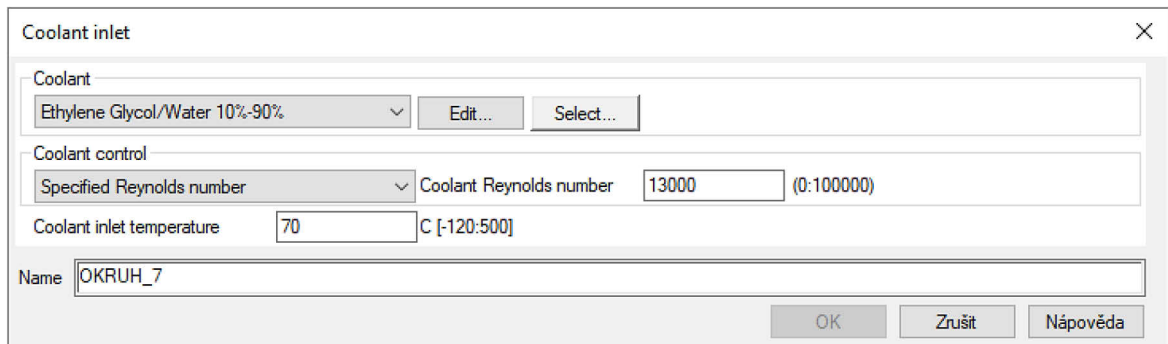 Coolant inlet
Coolant
Ethylene Glycol/Water 10%-90% Edit... Select...
Coolant control
Specified Reynolds number Coolant Reynolds number 13000 (0:100000)
Coolant inlet temperature 70 C [-120:500]
Name OKRUH_7
OK Zrušit Nápověda